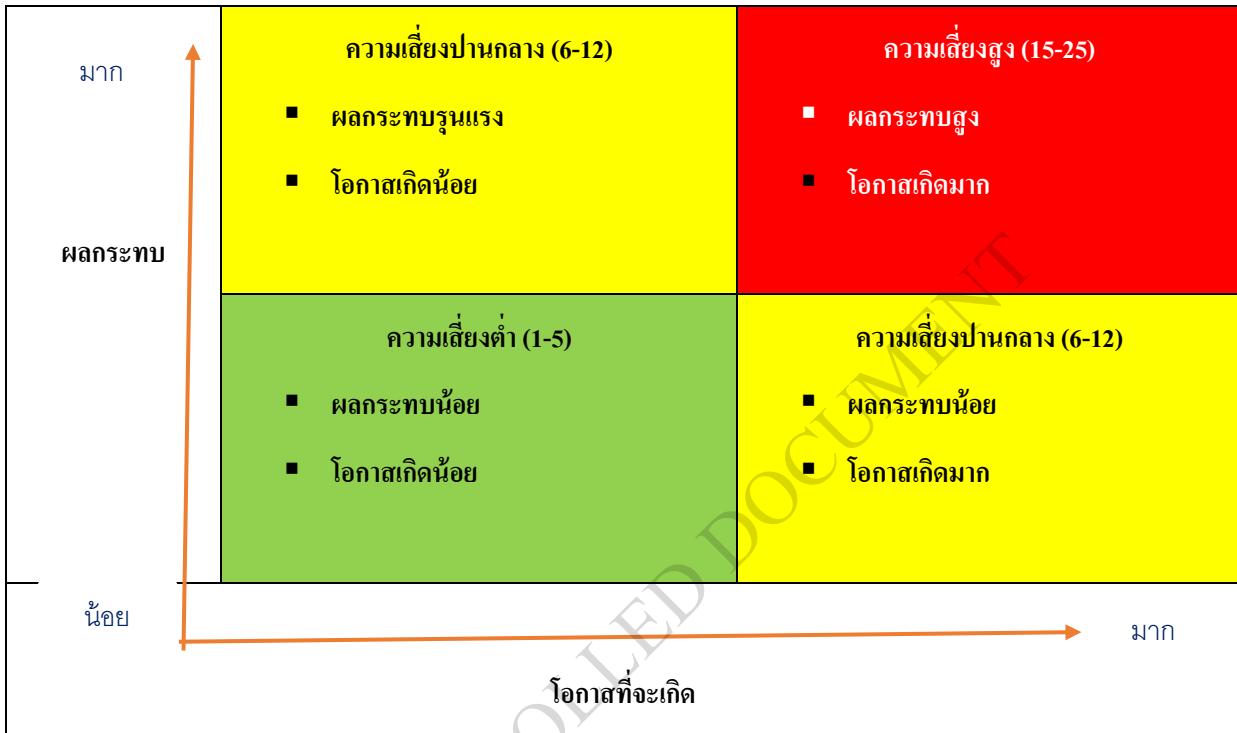 ความเสี่ยงปานกลาง (6-12)
■ ผลกระทบรุนแรง
■ โอกาสเกิดน้อย
ความเสี่ยงสูง (15-25)
■ ผลกระทบสูง
■ โอกาสเกิดมาก
มาก
ผลกระทบ
ความเสี่ยงต่ำ (1-5)
■ ผลกระทบน้อย
■ โอกาสเกิดน้อย
ความเสี่ยงปานกลาง (6-12)
■ ผลกระทบน้อย
■ โอกาสเกิดมาก
น้อย
มาก
โอกาสที่จะเกิด
DOCUMENT